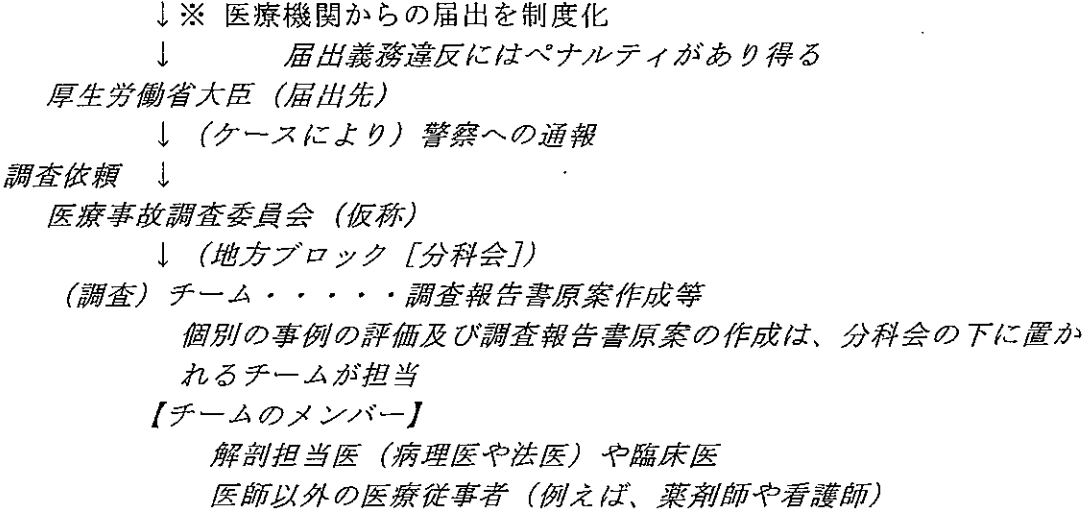 ↓※ 医療機関からの届出を制度化
↓ 届出義務違反にはペナルティがあり得る
厚生労働省大臣（届出先）
↓（ケースにより）警察への通報
調査依頼 ↓
医療事故調査委員会（仮称）
↓（地方ブロック［分科会］）
（調査）チーム・・・・・調査報告書原案作成等
個別の事例の評価及び調査報告書原案の作成は、分科会の下に置か
れるチームが担当
【チームのメンバー】
解剖担当医（病理医や法医）や臨床医
医師以外の医療従事者（例えば、薬剤師や看護師）